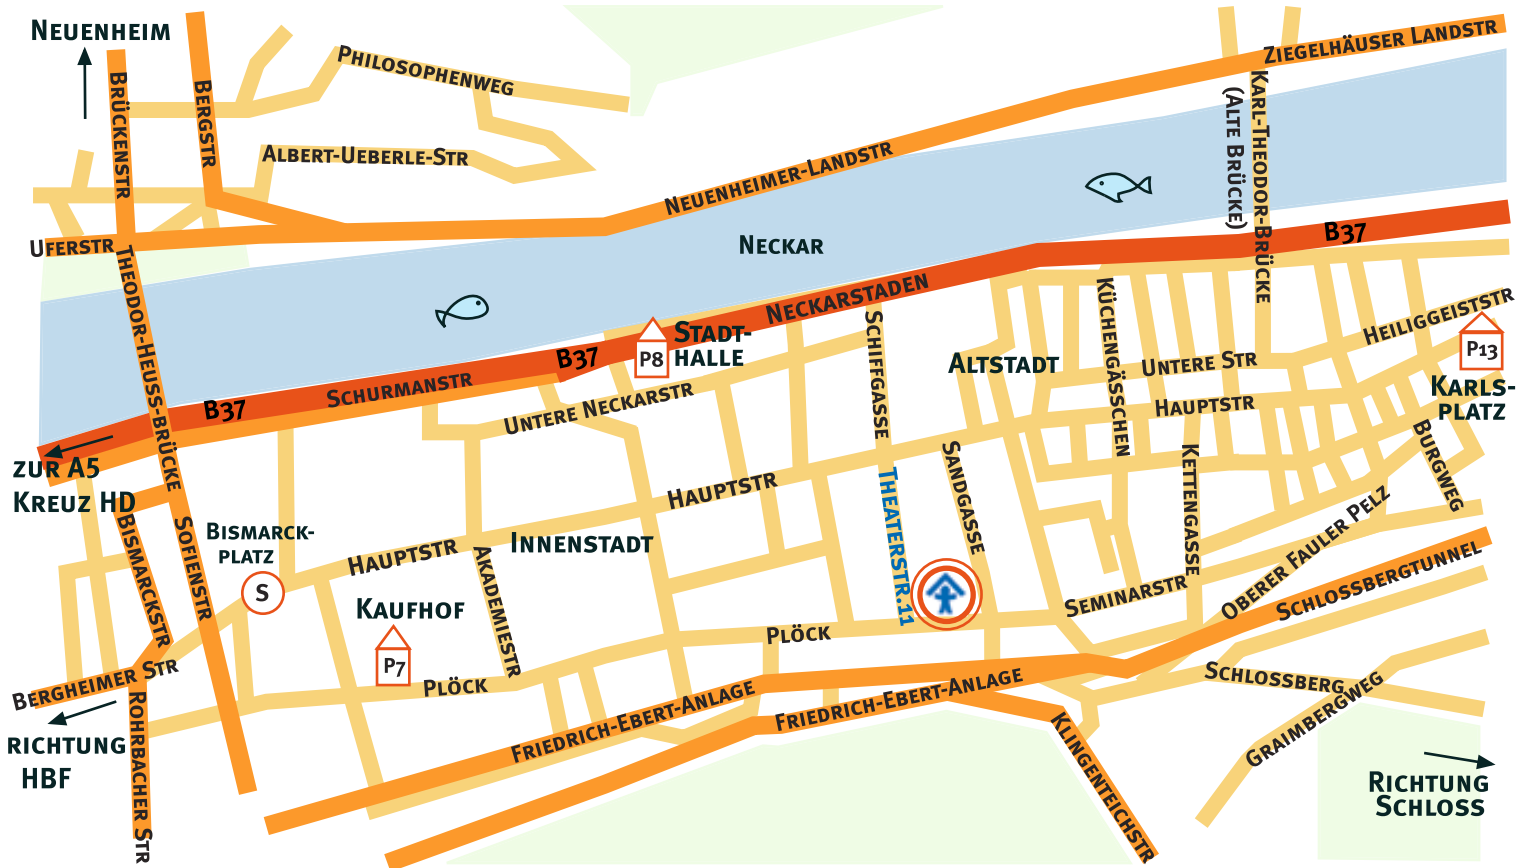 Neuenheim
Brückenstr
Bergstr
Philosophenweg
Albert-Ueberle-Str
Ziegelhäuser Landstr
Karl-Theodor-Brücke
(Alte Brücke)
Neuenheimer-Landstr
Uferstr
Theodor-Heuss-Brücke
Neckar
B37
Neckarstaden
Stadt-
halle
P8
B37
Schurmanstr
B37
Untere Neckarstr
Schiffgasse
Altstadt
Küchengässchen
Untere Str
Hauptstr
Heiliggeiststr
P13
Karls-
platz
Burgweg
zur A5
Kreuz HD
Bismarckstr
Sofienstr
Bismarck-
platz
S
Hauptstr
Innenstadt
Hauptstr
Theaterstr.11
Sandgasse
Kettengasse
Oberer Fauler Pelz
Seminarstr
Schlossbergtunnel
Kaufhof
P7
Akademiestr
Plöck
Plöck
Bergheimer Str
Richtung
HBF
Rohrbacher Str
Friedrich-Ebert-Anlage
Friedrich-Ebert-Anlage
Klingenteichstr
Schlossberg
Graimbergweg
Richtung
Schloss